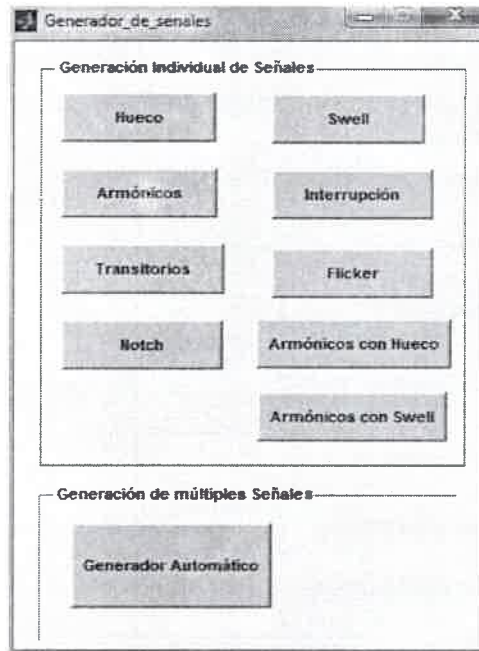 Generador_de_senales
Generación Individual de Señales
Hueco
Swell
Armónicos
Interrupción
Transitorios
Flicker
Notch
Armónicos con Hueco
Armónicos con Swell
Generación de múltiples Señales
Generador Automático